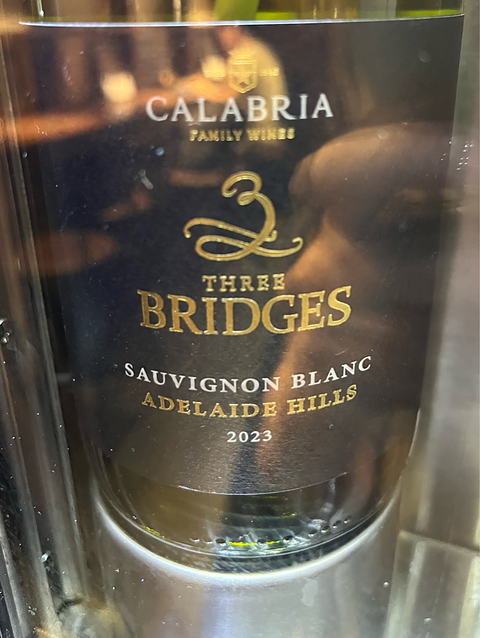 CALABRIA
FAMILY WINES
3
THREE
BRIDGES
SAUVIGNON BLANC
ADELAIDE HILLS
2023